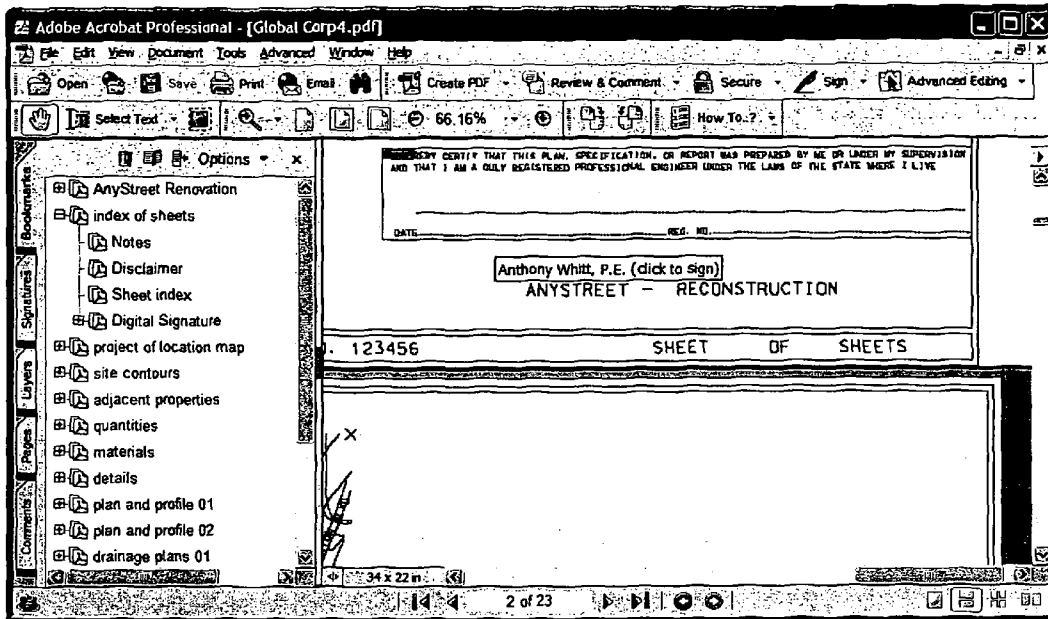 Adobe Acrobat Professional - [Global Corp4.pdf]
File Edit View Document Tools Advanced Window Help
Open Save Print Email Create PDF Review & Comment Secure Sign Advanced Editing
Select Text 66.16% How To..?
Bookmarks
Signatures
Layers
Pages
Comments
Options
AnyStreet Renovation
index of sheets
Notes
Disclaimer
Sheet index
Digital Signature
project of location map
site contours
adjacent properties
quantities
materials
details
plan and profile 01
plan and profile 02
drainage plans 01
CERTIFY THAT THIS PLAN, SPECIFICATION, OR REPORT WAS PREPARED BY ME OR UNDER MY SUPERVISION
AND THAT I AM A DULY REGISTERED PROFESSIONAL ENGINEER UNDER THE LAWS OF THE STATE WHERE I LIVE
DATE REG. NO.
Anthony Whitt, P.E. (click to sign)
ANYSTREET - RECONSTRUCTION
123456 SHEET OF SHEETS
34 x 22 in
2 of 23